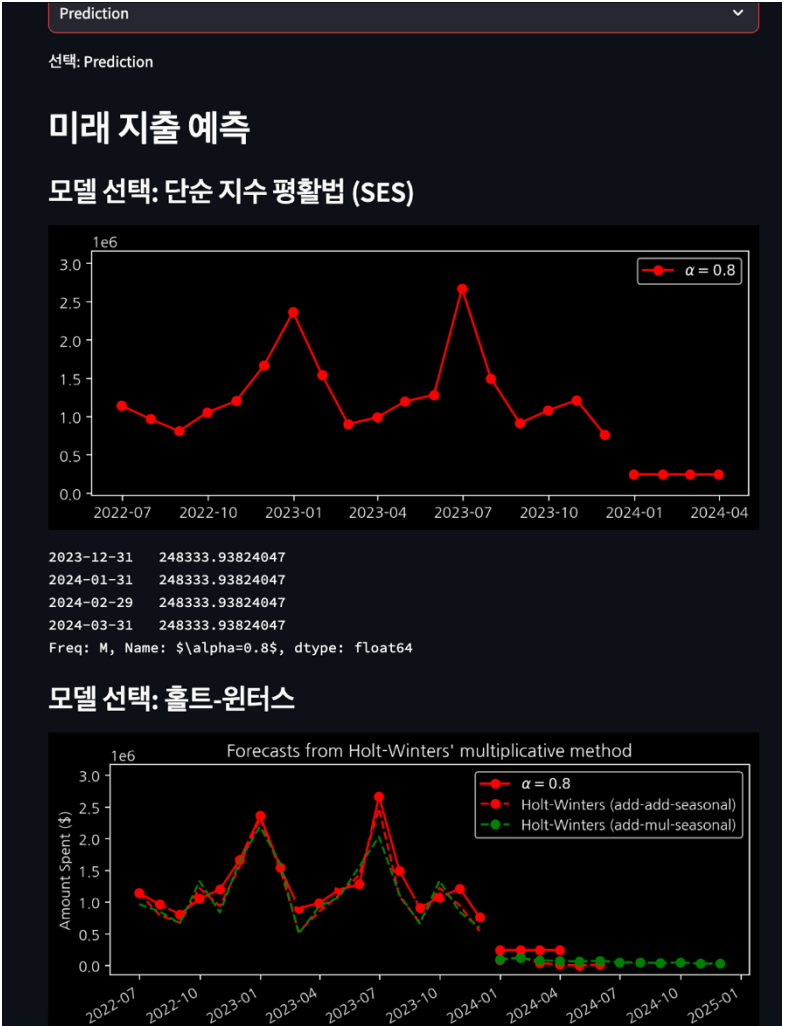 Prediction
선택: Prediction
미래 지출 예측
모델 선택: 단순 지수 평활법 (SES)
1e6
3.0
2.5
2.0
1.5
1.0
0.5
0.0
α = 0.8
2022-07 2022-10 2023-01 2023-04 2023-07 2023-10 2024-01 2024-04
2023-12-31 248333.93824047
2024-01-31 248333.93824047
2024-02-29 248333.93824047
2024-03-31 248333.93824047
Freq: M, Name: $\alpha=0.8$, dtype: float64
모델 선택: 홀트-윈터스
Forecasts from Holt-Winters' multiplicative method
1e6
Amount Spent ($)
3.0
2.5
2.0
1.5
1.0
0.5
0.0
α = 0.8
Holt-Winters (add-add-seasonal)
Holt-Winters (add-mul-seasonal)
2022-07 2022-10 2023-01 2023-04 2023-07 2023-10 2024-01 2024-04 2024-07 2024-10 2025-01